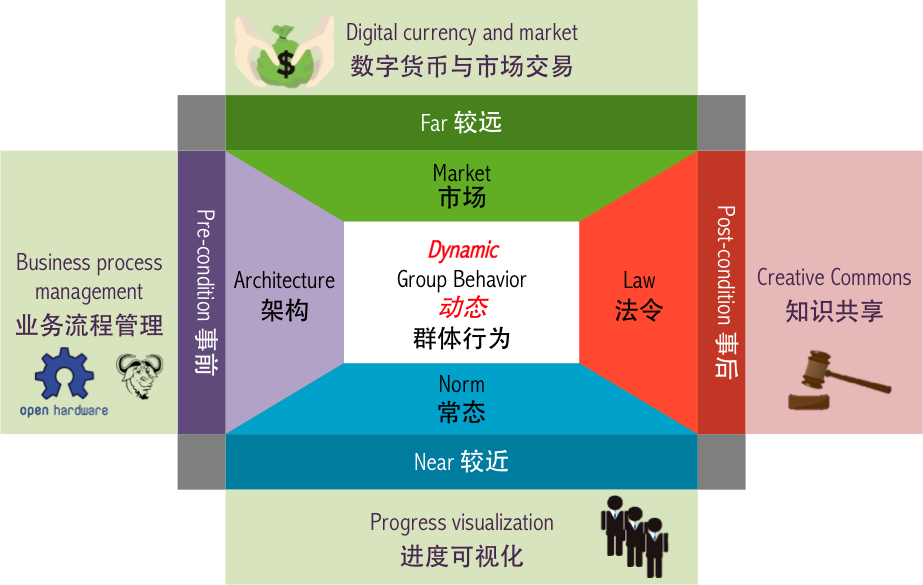 Digital currency and market
数字货币与市场交易
$
Far 较远
Market
市场
Pre-condition 事前
Business process
management
业务流程管理
open hardware
Architecture
架构
Dynamic
Group Behavior
动态
群体行为
Law
法令
Post-condition 事后
Creative Commons
知识共享
Norm
常态
Near 较近
Progress visualization
进度可视化